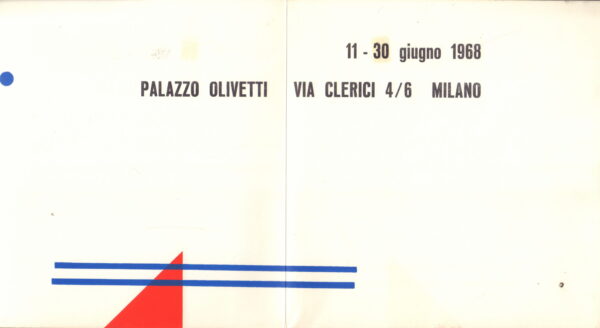 11 - 30 giugno 1968
PALAZZO OLIVETTI VIA CLERICI 4/6 MILANO